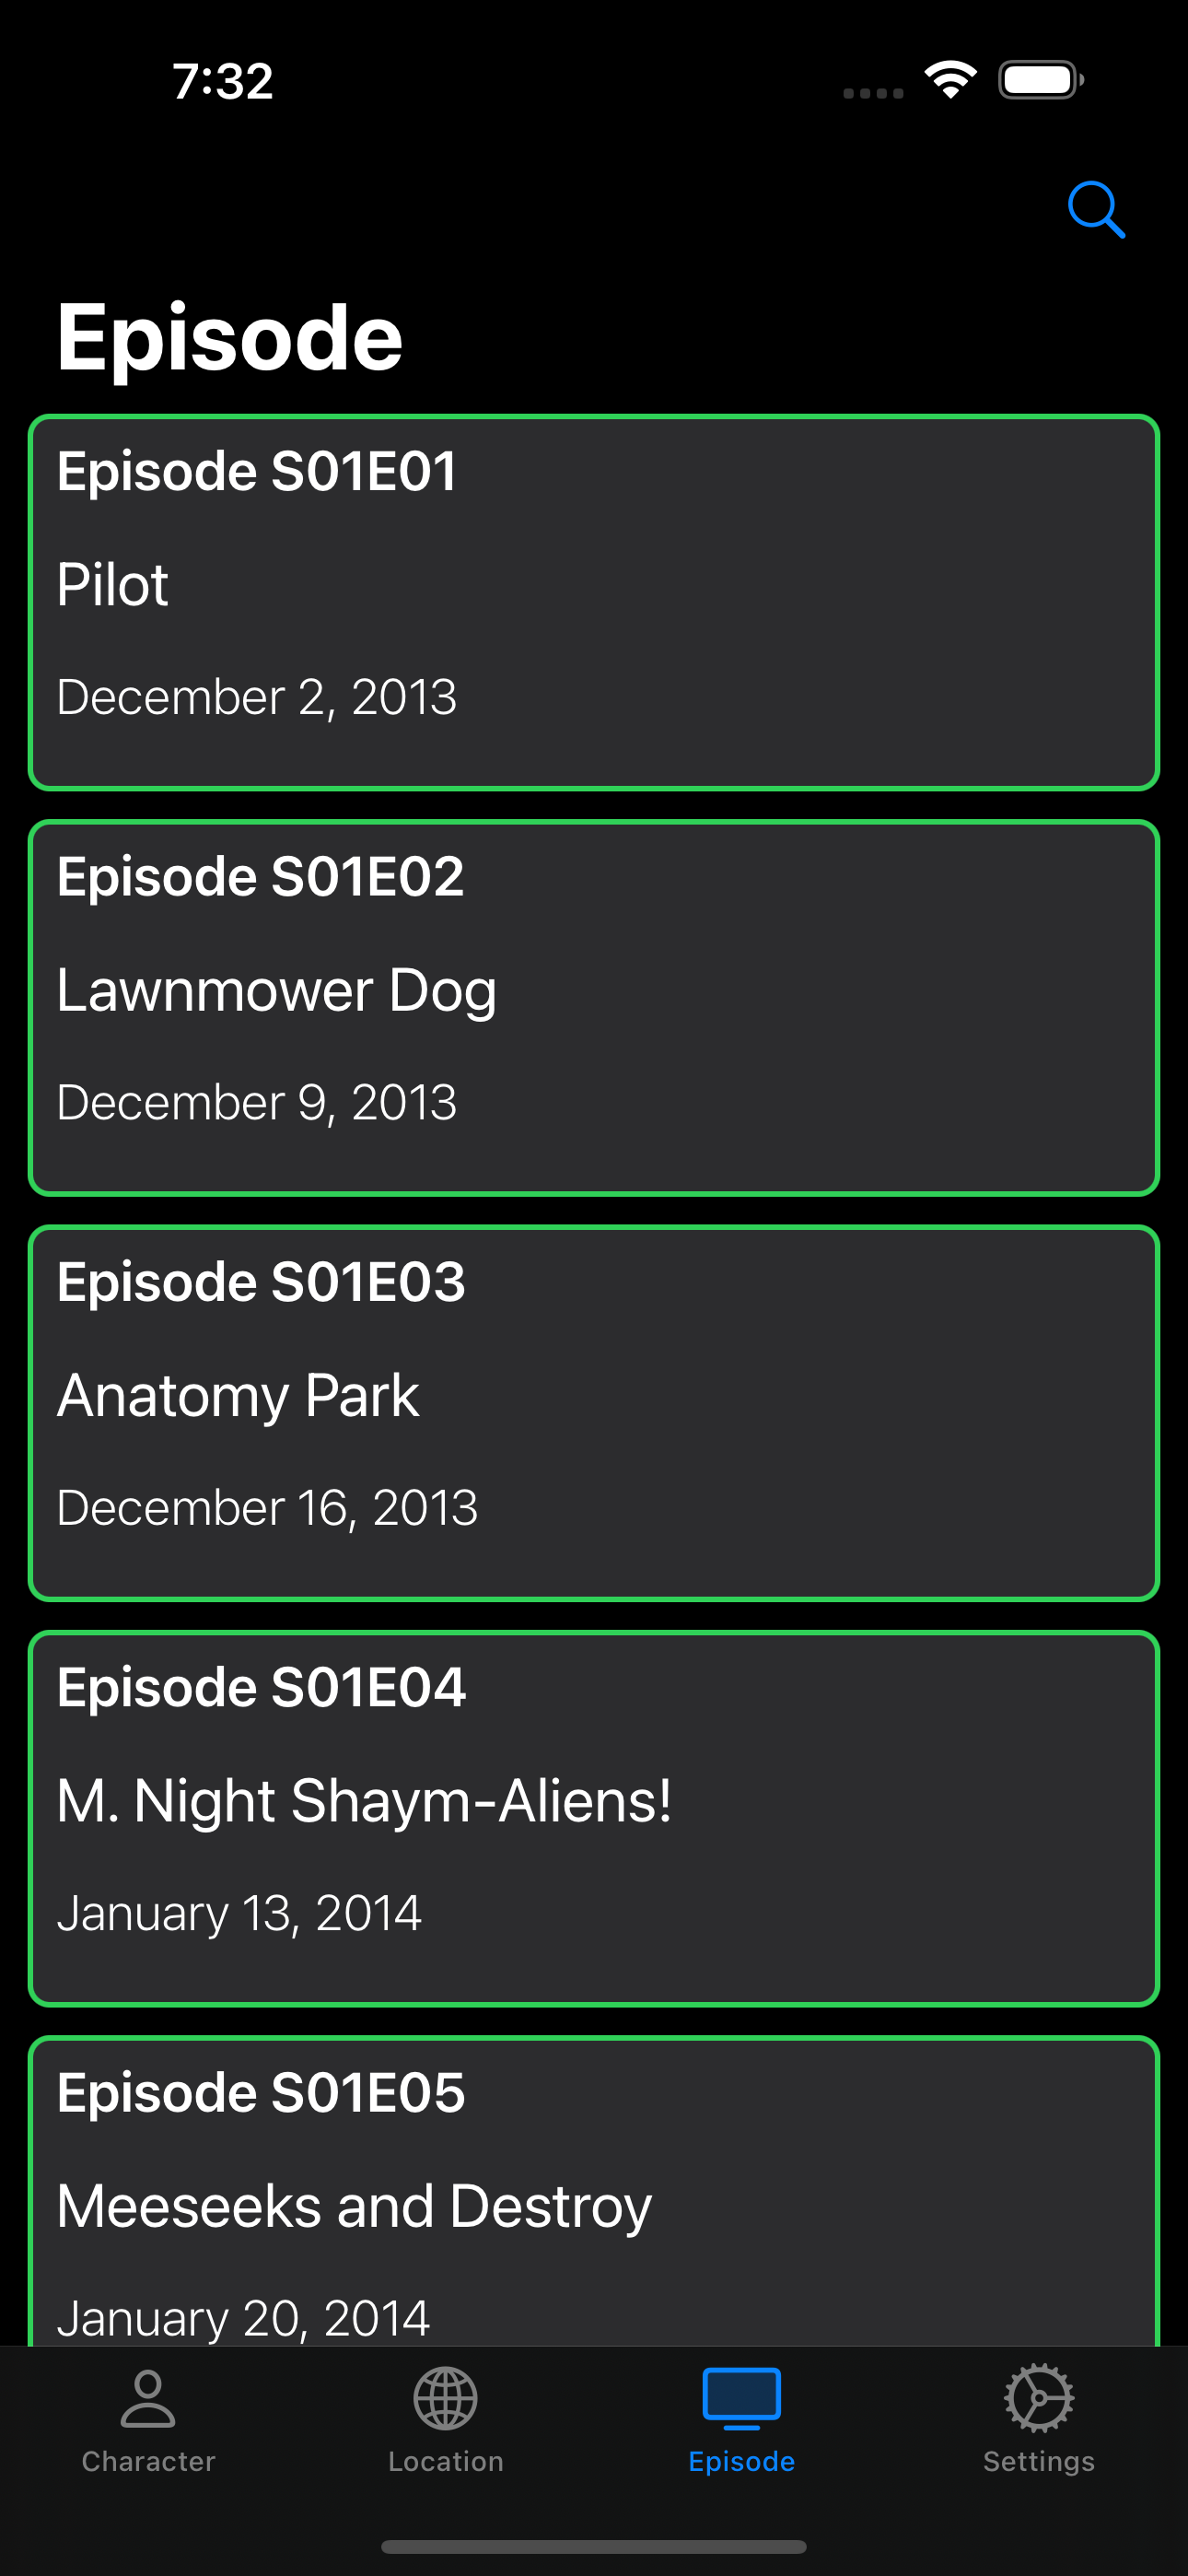 7:32
Episode
Episode S01E01
Pilot
December 2, 2013
Episode S01E02
Lawnmower Dog
December 9, 2013
Episode S01E03
Anatomy Park
December 16, 2013
Episode S01E04
M. Night Shaym-Aliens!
January 13, 2014
Episode S01E05
Meeseeks and Destroy
January 20, 2014
Character Location Episode Settings